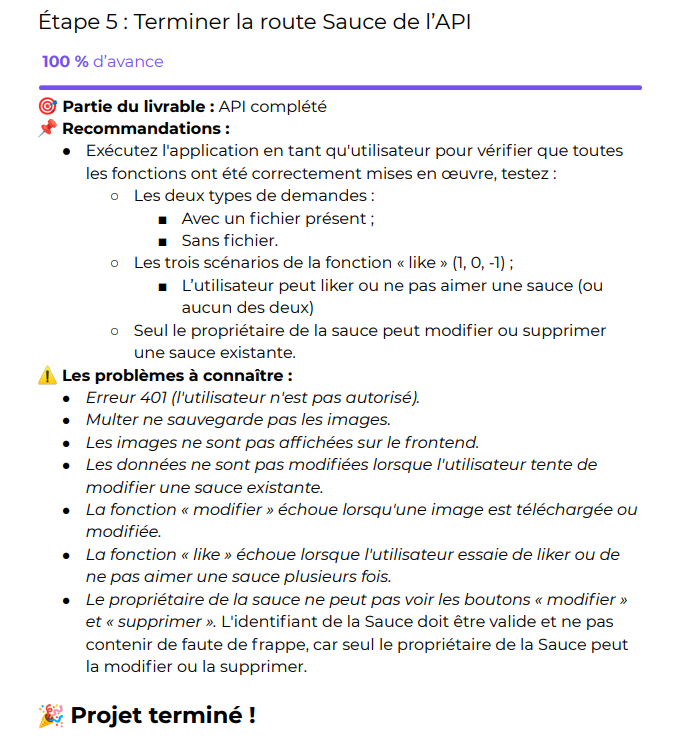 Étape 5 : Terminer la route Sauce de l’API
100 % d’avance
🎯 Partie du livrable : API complété
📌 Recommandations :
● Exécutez l'application en tant qu'utilisateur pour vérifier que toutes
les fonctions ont été correctement mises en œuvre, testez :
○ Les deux types de demandes :
■ Avec un fichier présent ;
■ Sans fichier.
○ Les trois scénarios de la fonction « like » (1, 0, -1) ;
■ L’utilisateur peut liker ou ne pas aimer une sauce (ou
aucun des deux)
○ Seul le propriétaire de la sauce peut modifier ou supprimer
une sauce existante.
⚠️ Les problèmes à connaître :
● Erreur 401 (l'utilisateur n'est pas autorisé).
● Multer ne sauvegarde pas les images.
● Les images ne sont pas affichées sur le frontend.
● Les données ne sont pas modifiées lorsque l'utilisateur tente de
modifier une sauce existante.
● La fonction « modifier » échoue lorsqu'une image est téléchargée ou
modifiée.
● La fonction « like » échoue lorsque l'utilisateur essaie de liker ou de
ne pas aimer une sauce plusieurs fois.
● Le propriétaire de la sauce ne peut pas voir les boutons « modifier »
et « supprimer ». L'identifiant de la Sauce doit être valide et ne pas
contenir de faute de frappe, car seul le propriétaire de la Sauce peut
la modifier ou la supprimer.
🎉 Projet terminé !